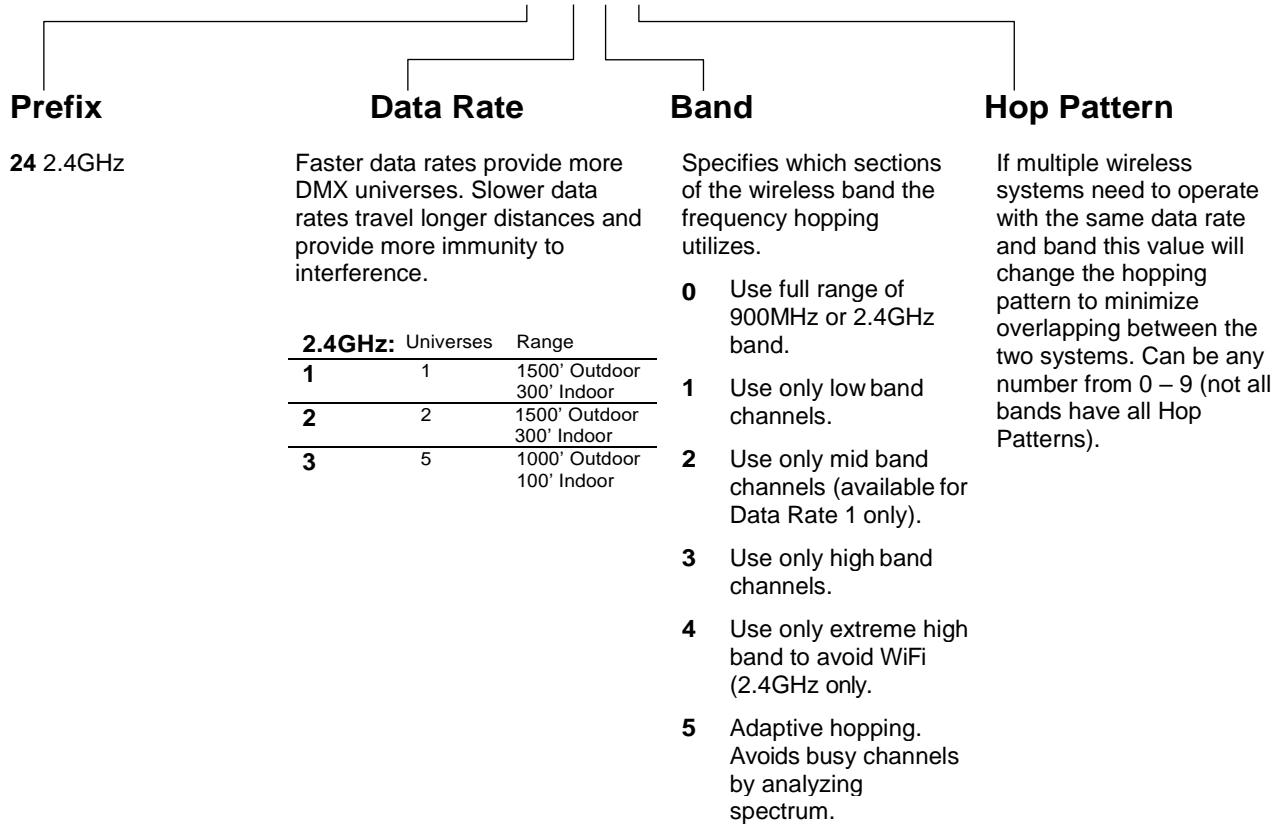 Prefix
Data Rate
Band
Hop Pattern
24 2.4GHz
Faster data rates provide more
DMX universes. Slower data
rates travel longer distances and
provide more immunity to
interference.
2.4GHz: Universes Range
1 1 1500’ Outdoor
300’ Indoor
2 2 1500’ Outdoor
300’ Indoor
3 5 1000’ Outdoor
100’ Indoor
Specifies which sections
of the wireless band the
frequency hopping
utilizes.
0 Use full range of
900MHz or 2.4GHz
band.
1 Use only low band
channels.
2 Use only mid band
channels (available for
Data Rate 1 only).
3 Use only high band
channels.
4 Use only extreme high
band to avoid WiFi
(2.4GHz only.
5 Adaptive hopping.
Avoids busy channels
by analyzing
spectrum.
If multiple wireless
systems need to operate
with the same data rate
and band this value will
change the hopping
pattern to minimize
overlapping between the
two systems. Can be any
number from 0 – 9 (not all
bands have all Hop
Patterns).